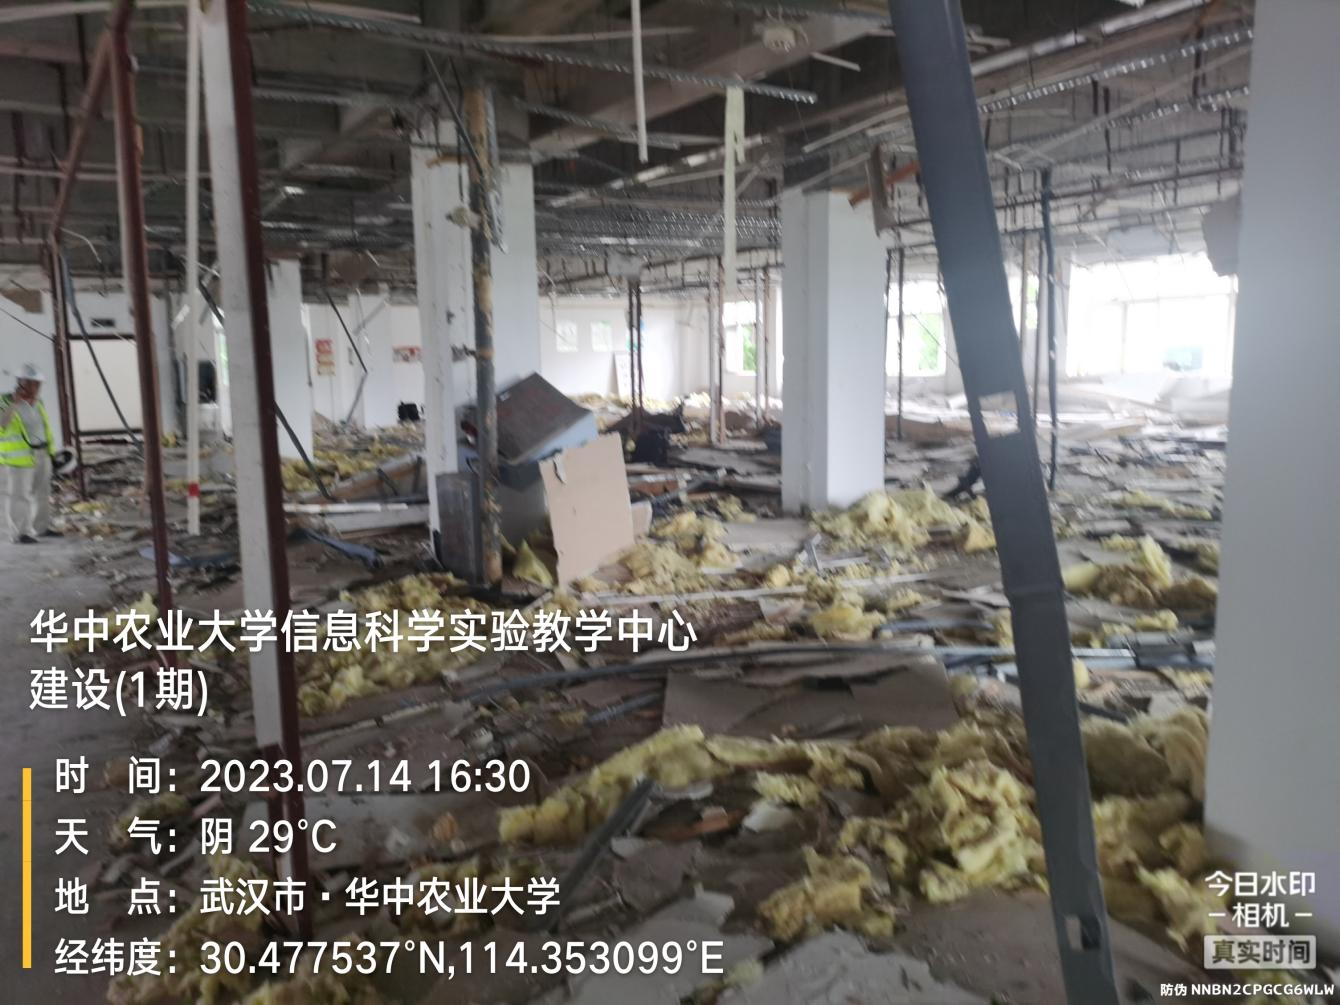 华中农业大学信息科学实验教学中心
建设(1期)
时 间：2023.07.14 16:30
天 气：阴 29°C
地 点：武汉市·华中农业大学
经纬度：30.477537°N,114.353099°E
今日水印
相机
真实时间
防伪 NNBN2CPGCG6WLW